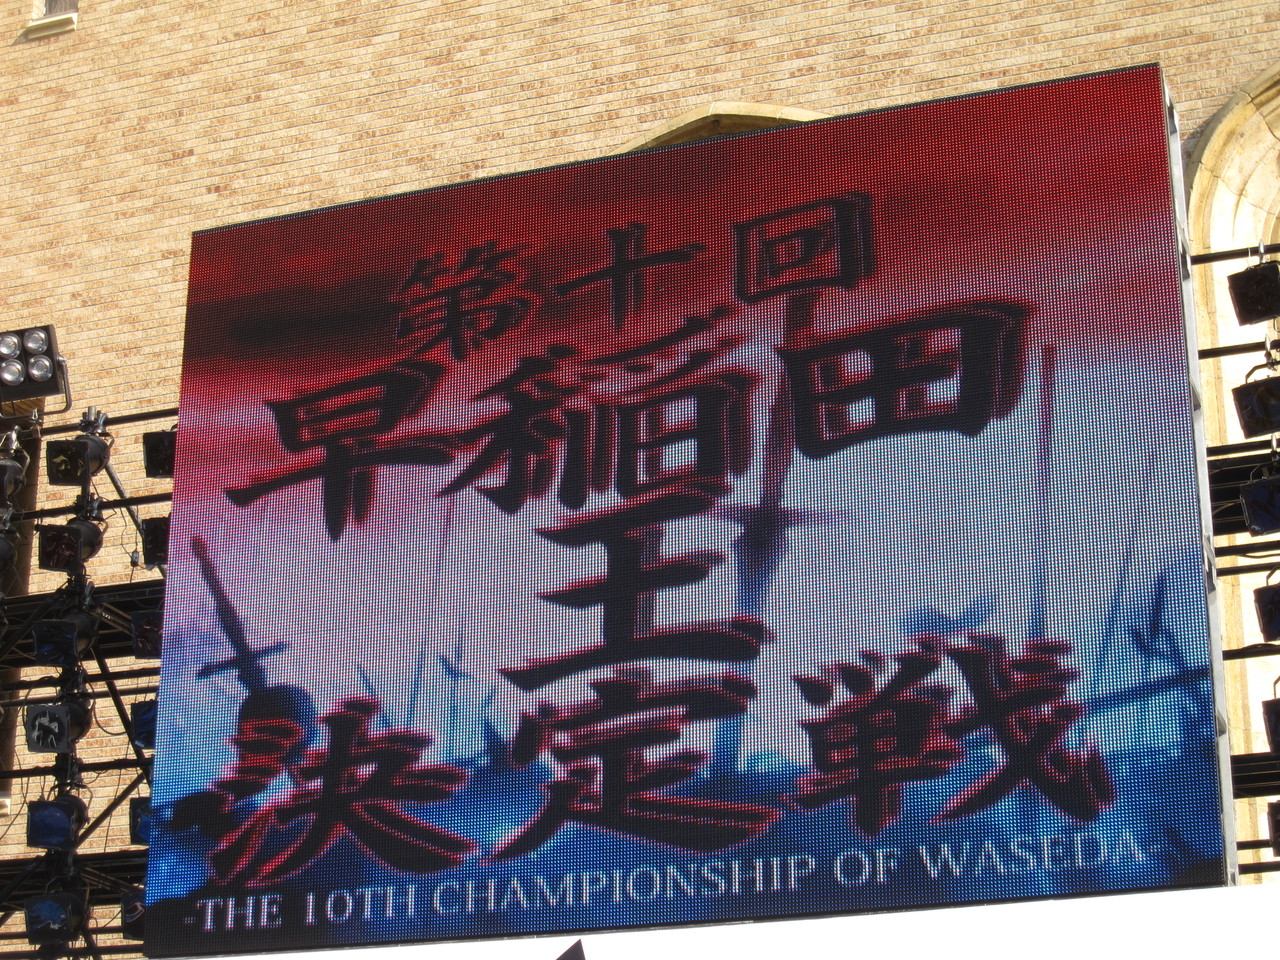 第十回
早稲田
王
決定戦
-THE 10TH CHAMPIONSHIP OF WASEDA-